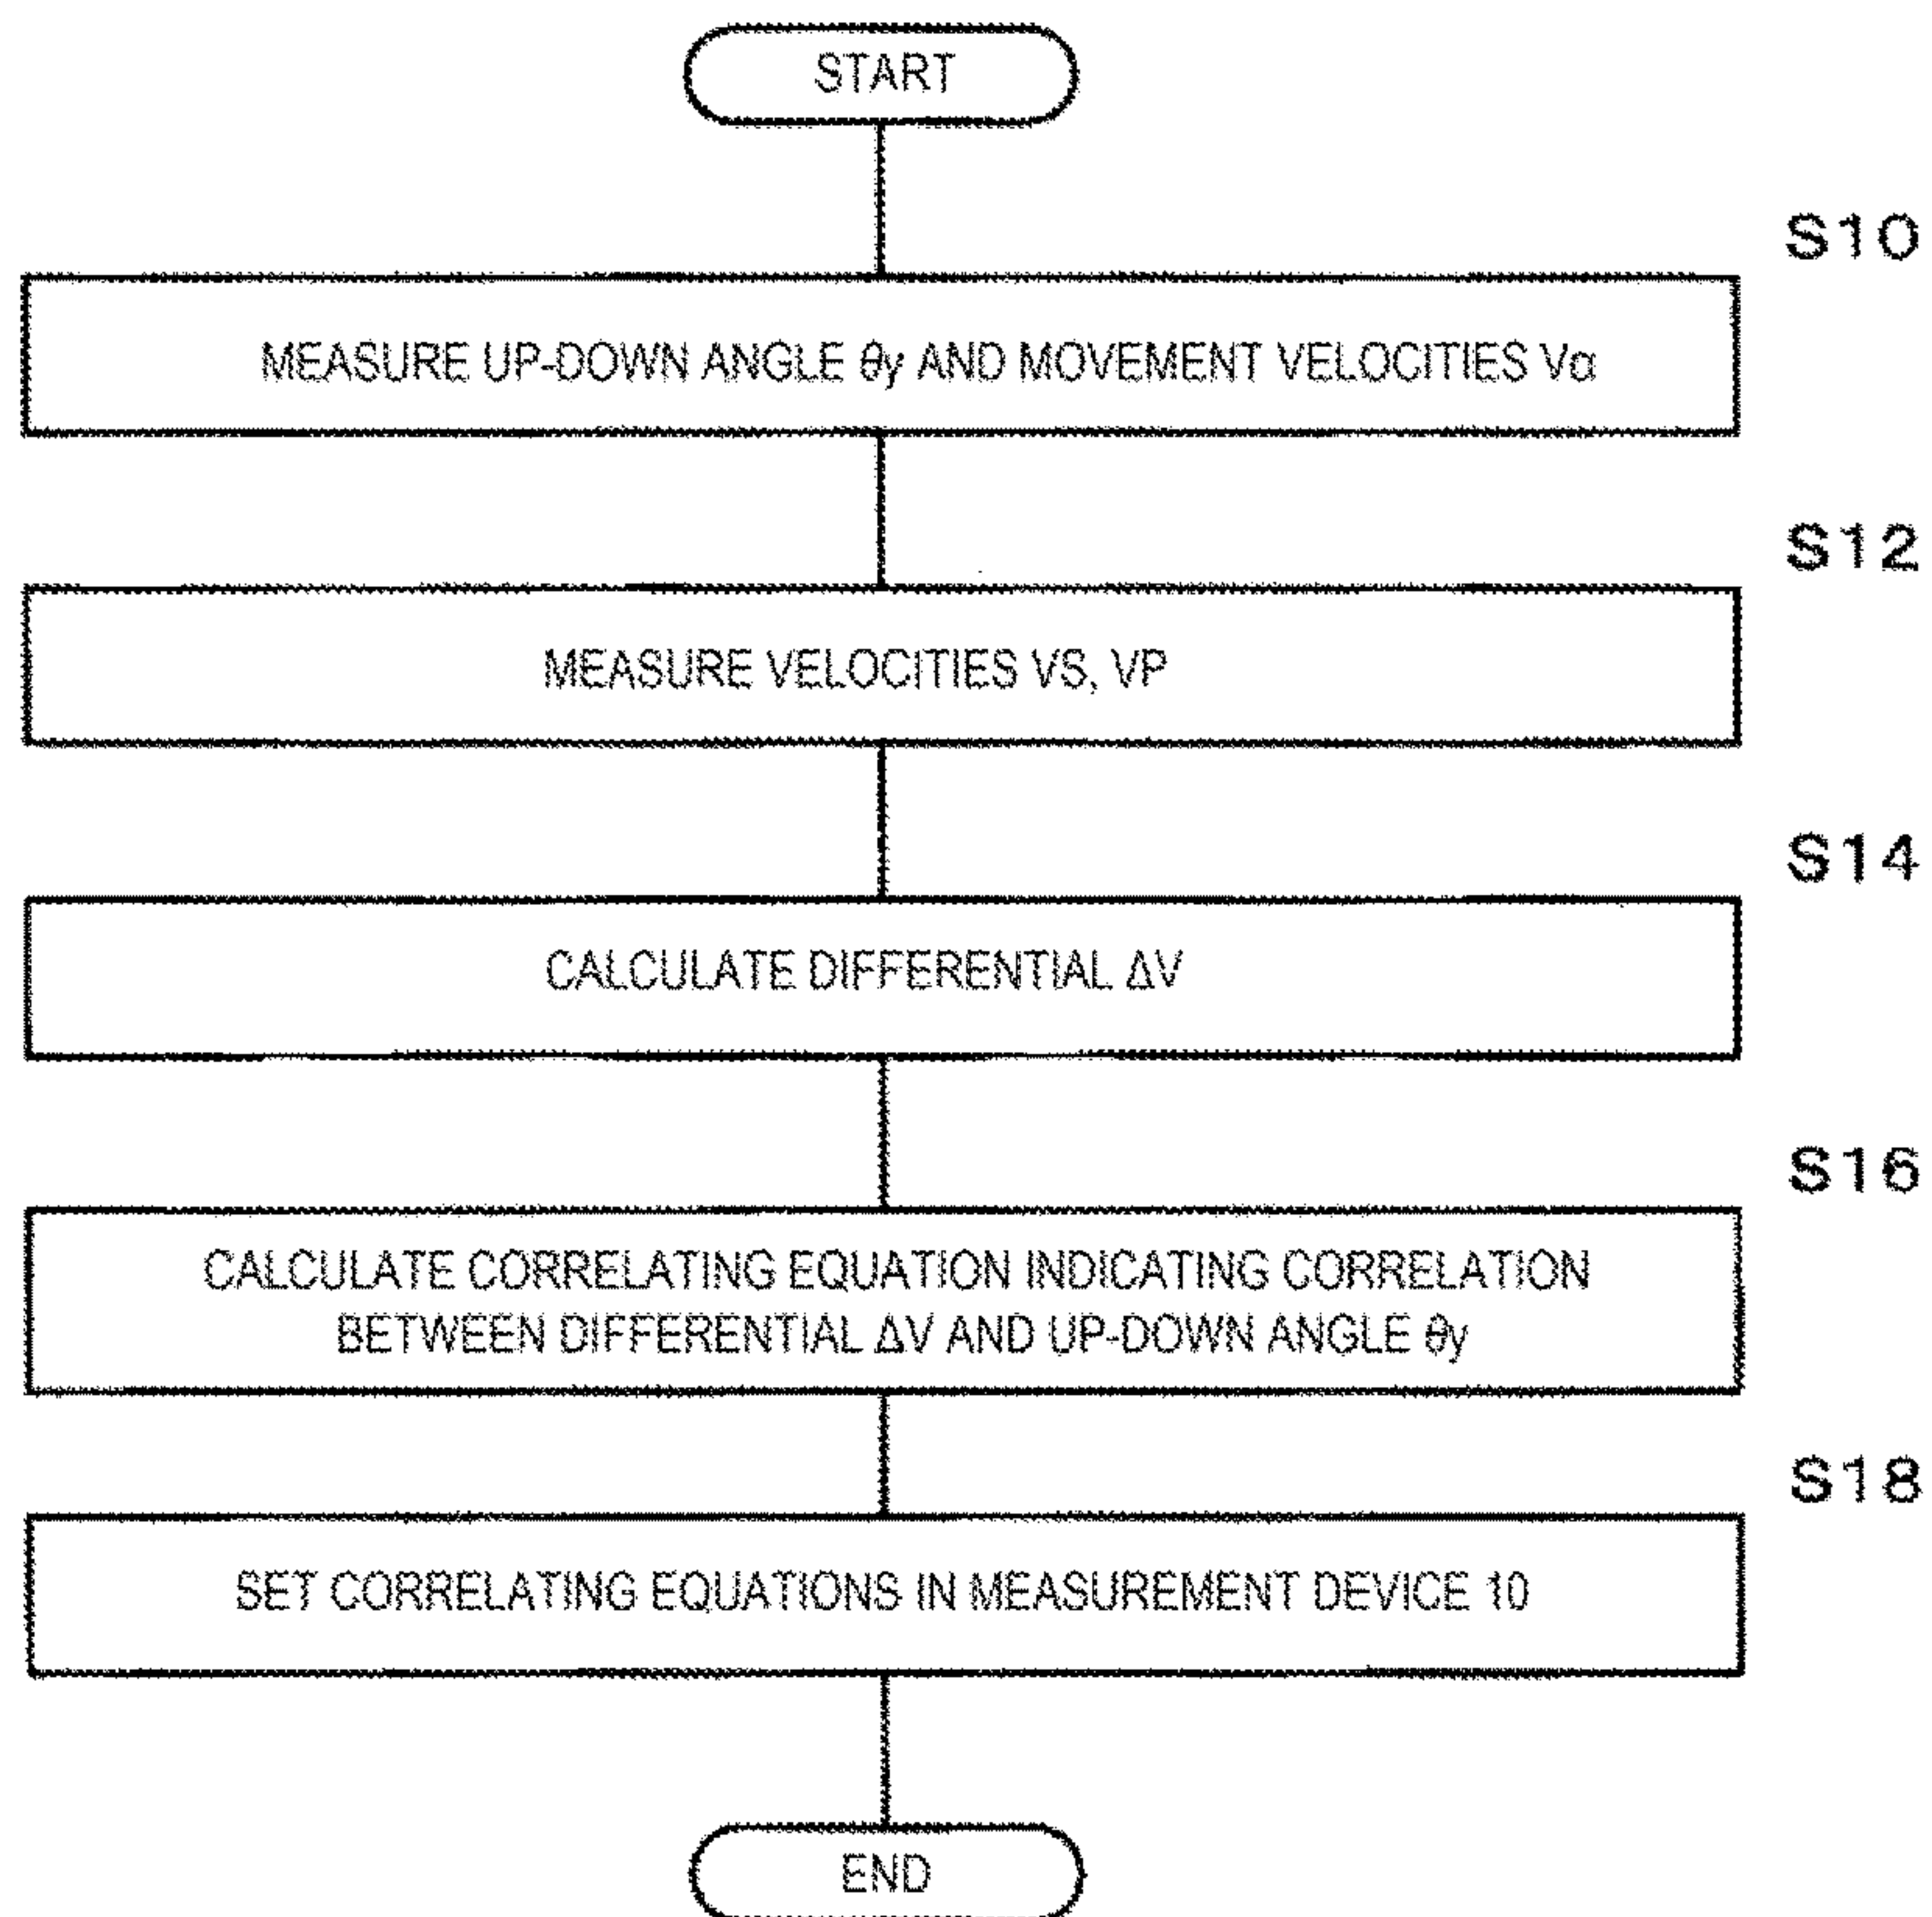 START
S10
MEASURE UP-DOWN ANGLE θy AND MOVEMENT VELOCITIES Vα
S12
MEASURE VELOCITIES VS, VP
S14
CALCULATE DIFFERENTIAL ΔV
S16
CALCULATE CORRELATING EQUATION INDICATING CORRELATION
BETWEEN DIFFERENTIAL ΔV AND UP-DOWN ANGLE θy
S18
SET CORRELATING EQUATIONS IN MEASUREMENT DEVICE 10
END